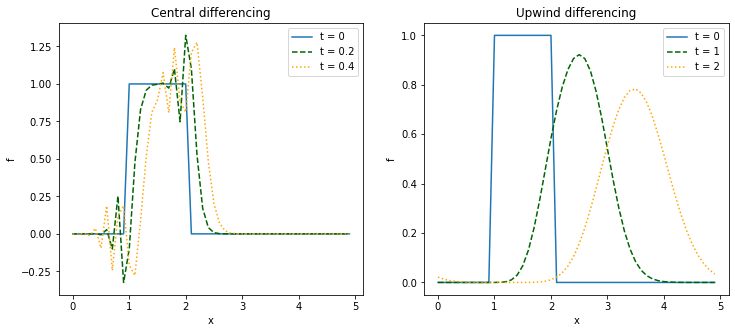 Central differencing
t = 0
t = 0.2
t = 0.4
1.25
1.00
0.75
0.50
0.25
0.00
−0.25
f
0 1 2 3 4 5
x
Upwind differencing
t = 0
t = 1
t = 2
1.0
0.8
0.6
0.4
0.2
0.0
f
0 1 2 3 4 5
x